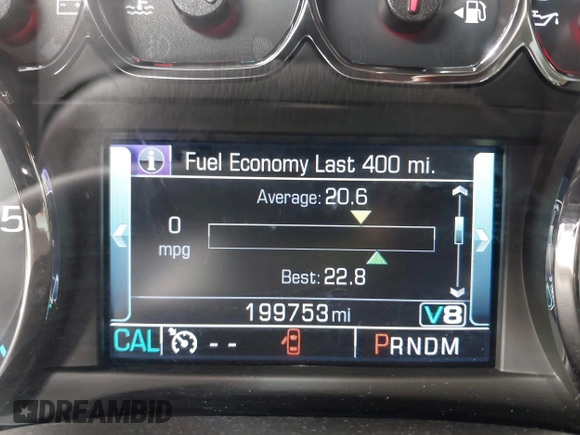 Fuel Economy Last 400 mi.
Average: 20.6
0
mpg
Best: 22.8
199753 mi
V8
CAL
--
PRNDM
5
DREAMBID